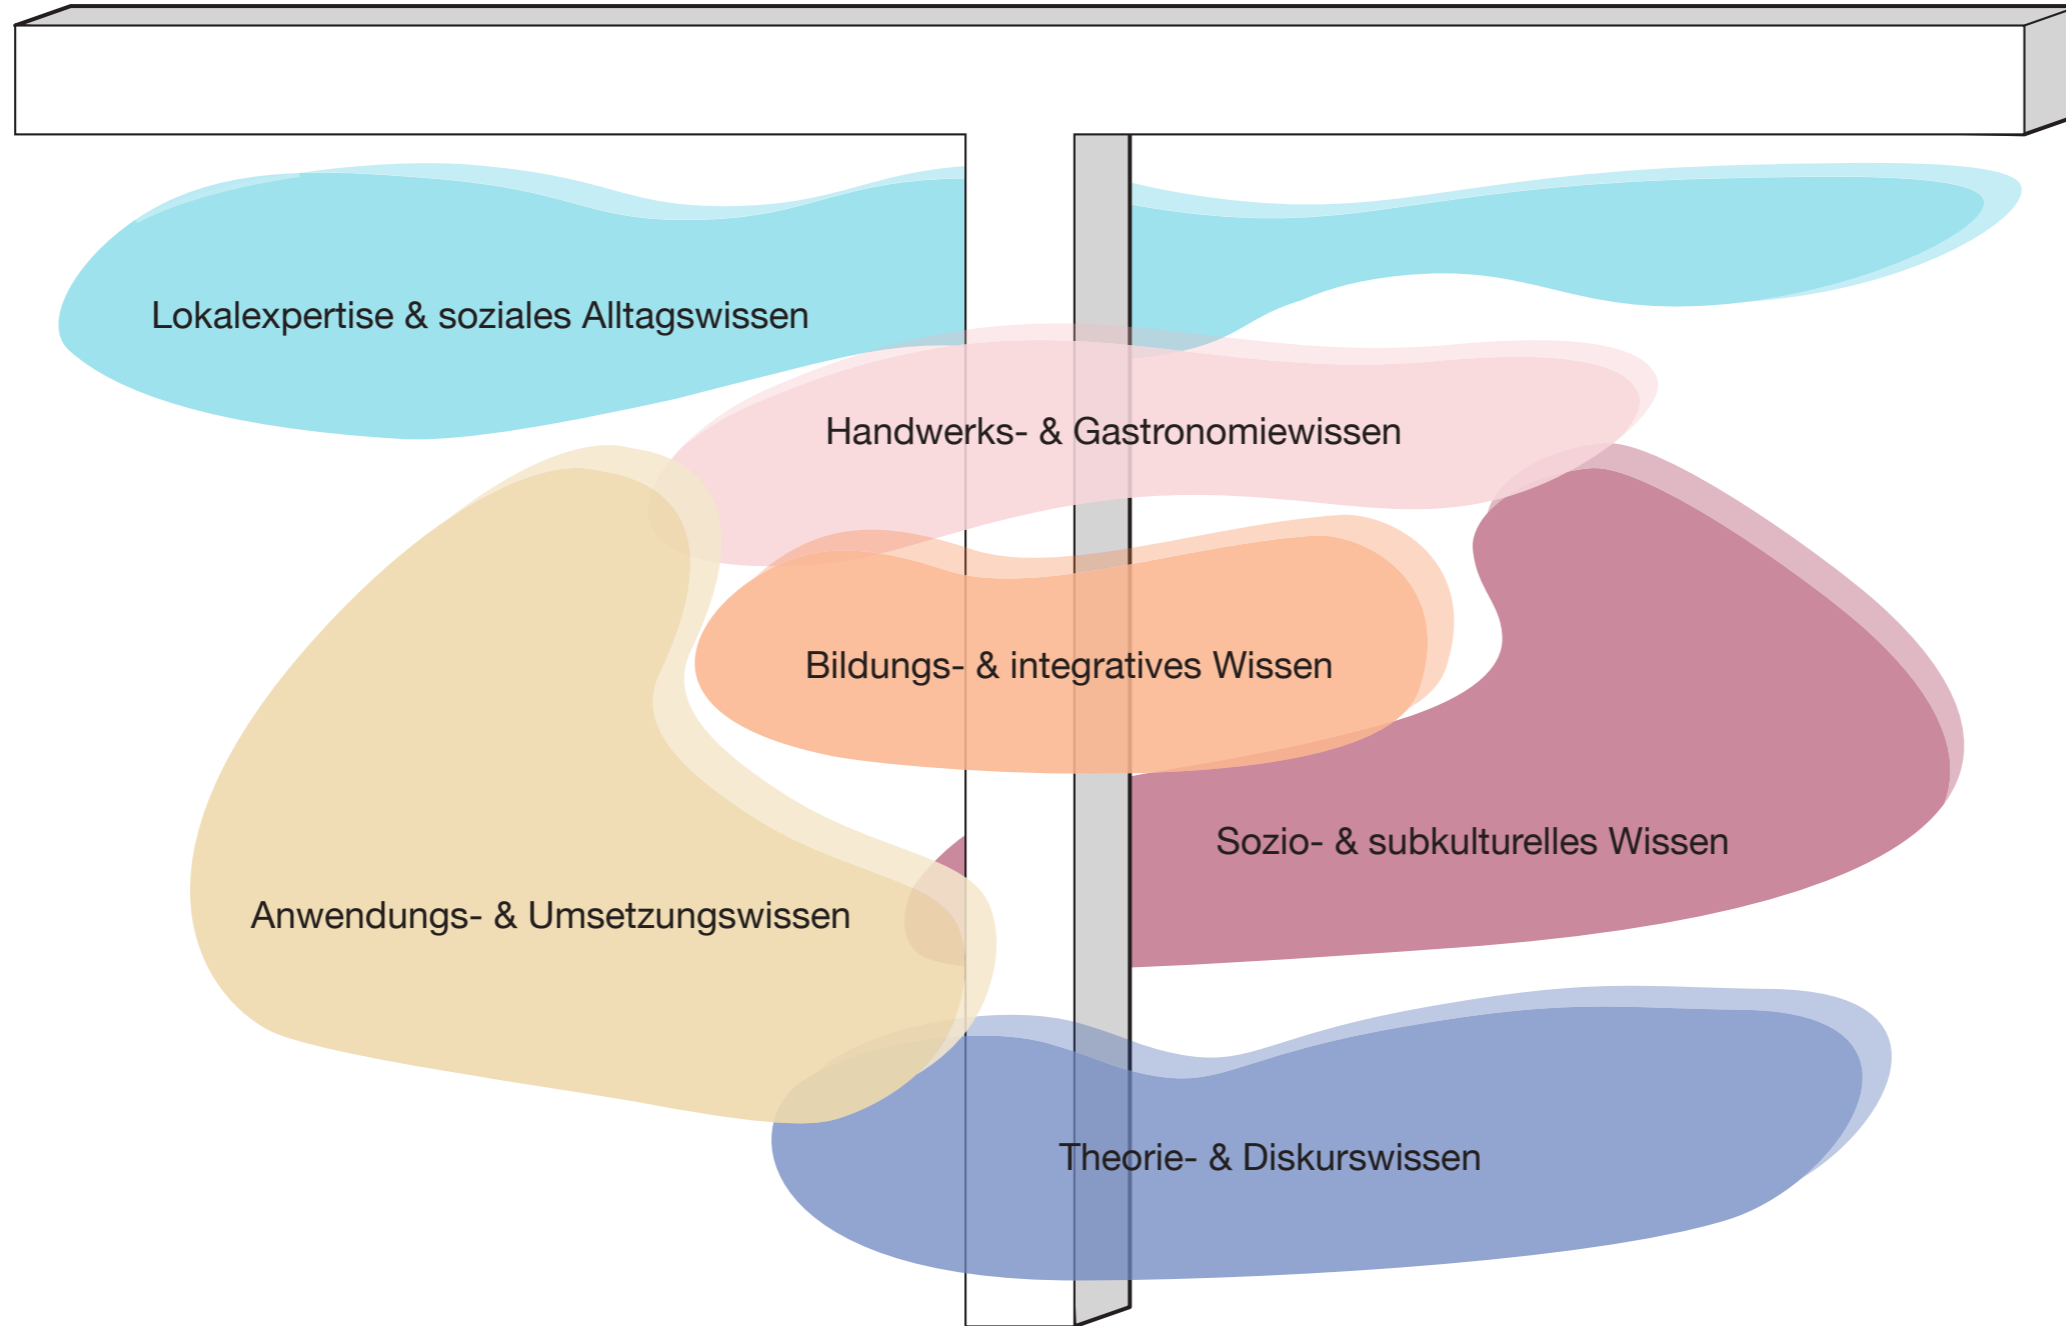 Lokalexpertise & soziales Alltagswissen
Handwerks- & Gastronomiewissen
Bildungs- & integratives Wissen
Sozio- & subkulturelles Wissen
Anwendungs- & Umsetzungswissen
Theorie- & Diskurswissen